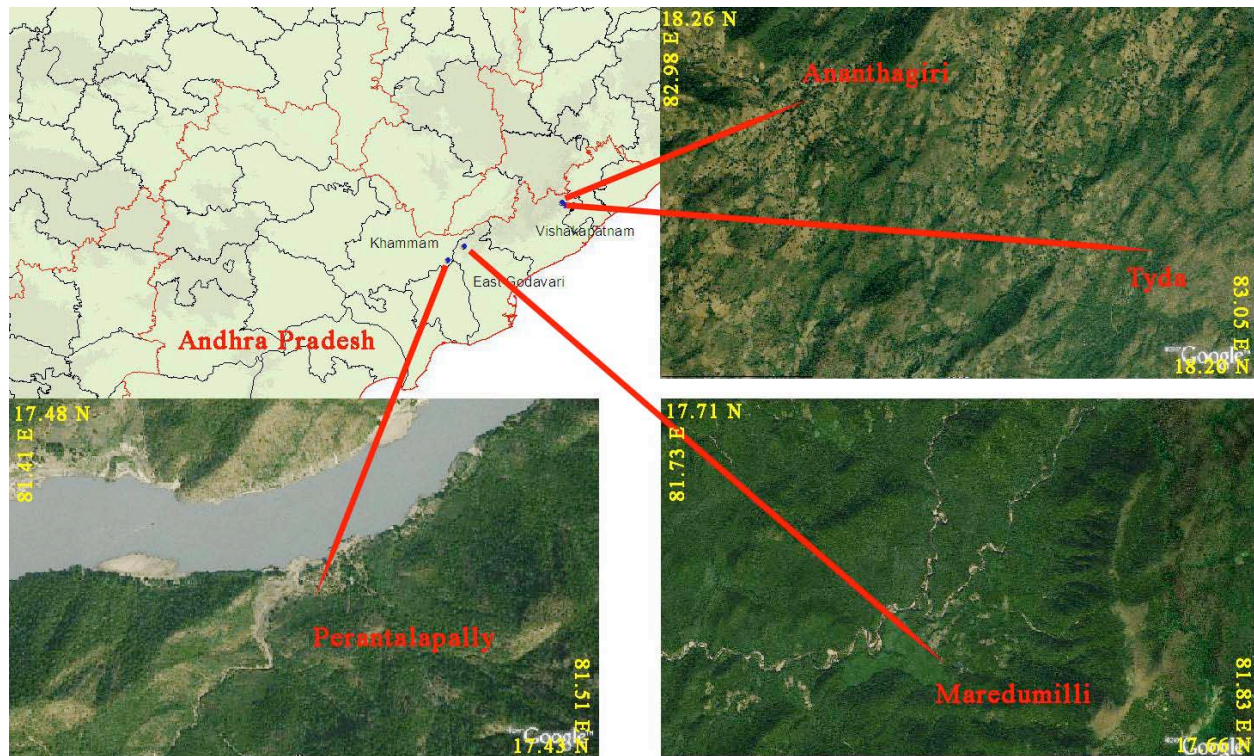 Khammam
Vishakapatnam
East Godavari
Andhra Pradesh
18.26 N
82.98 E
Ananthagiri
Tyda
83.05 E
Google
18.20 N
17.48 N
81.41 E
Perantalapally
81.51 E
Google
17.43 N
17.71 N
81.73 E
Maredumilli
81.83 E
Google
17.66 N